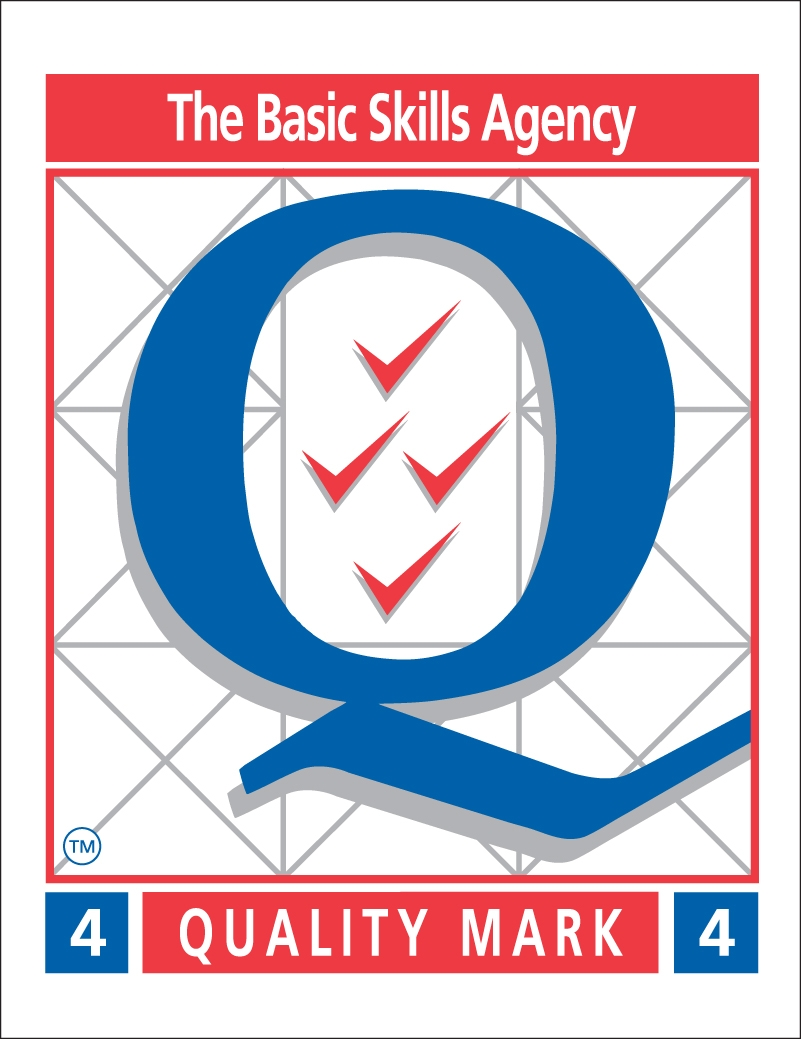 The Basic Skills Agency
Q
TM
4 QUALITY MARK 4